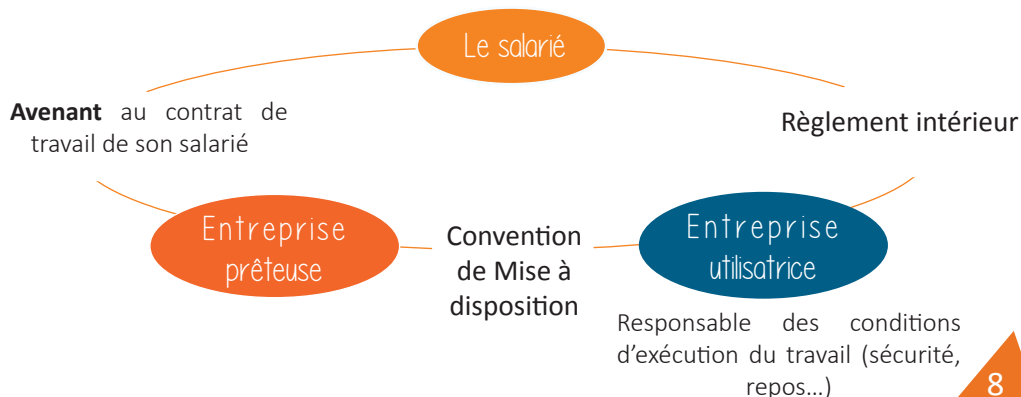 Le salarié
Avenant au contrat de
travail de son salarié
Règlement intérieur
Entreprise
prêteuse
Convention
de Mise à
disposition
Entreprise
utilisatrice
Responsable des conditions
d'exécution du travail (sécurité,
repos...)
8